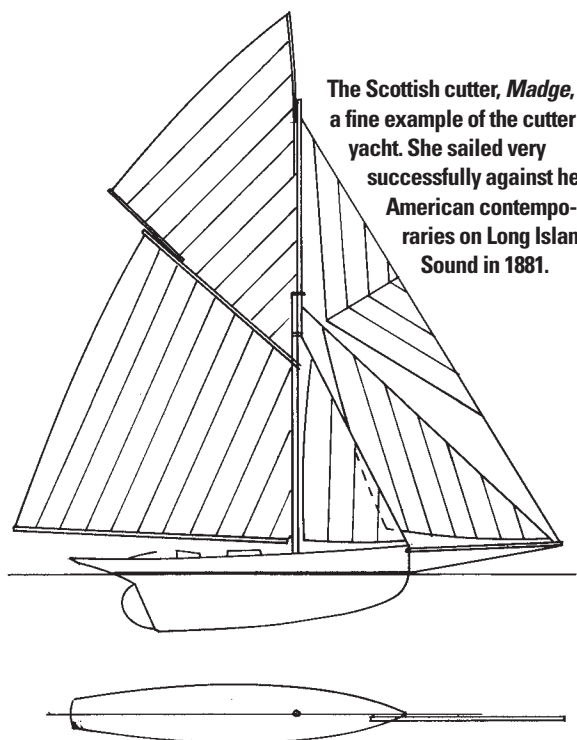 The Scottish cutter, Madge,
a fine example of the cutter
yacht. She sailed very
successfully against he
American contempo-
raries on Long Islan
Sound in 1881.